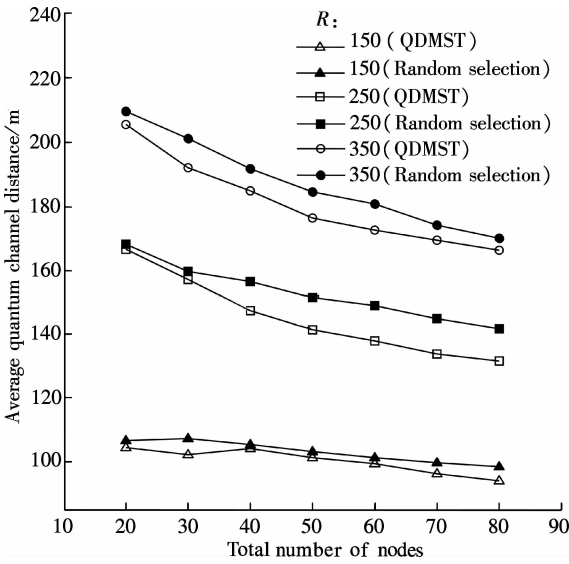 R:
150 ( QDMST)
150 ( Random selection)
250 ( QDMST)
250 ( Random selection)
350 ( QDMST)
350 ( Random selection)
240
220
200
180
160
140
120
100
Average quantum channel distance/m
10 20 30 40 50 60 70 80 90
Total number of nodes